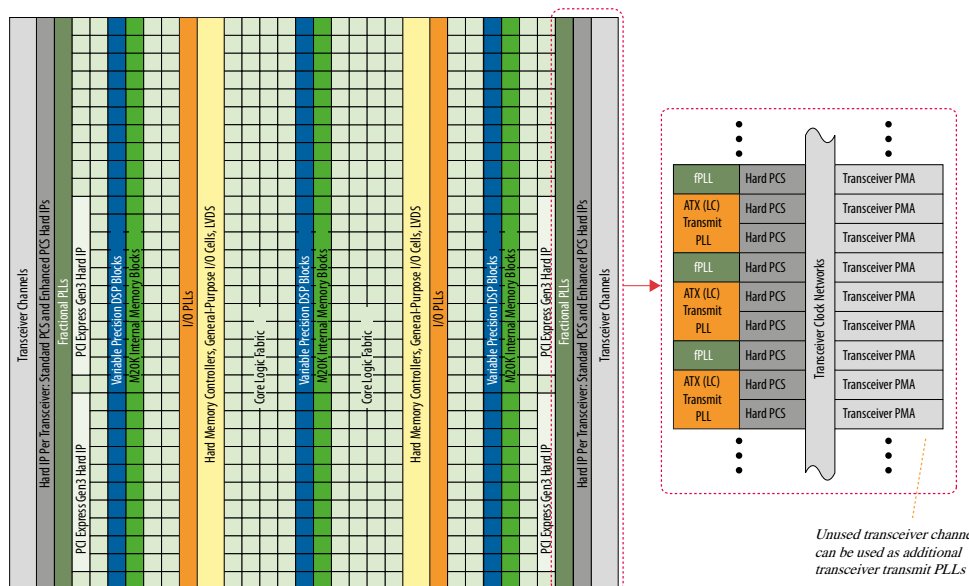 Transceiver Channels
Hard IP Per Transceiver: Standard PCS and Enhanced PCS Hard IPs
Fractional PLLs
PCI Express Gen3 Hard IP
PCI Express Gen3 Hard IP
Variable Precision DSP Blocks
M20K Internal Memory Blocks
I/O PLLs
Hard Memory Controllers, General-Purpose I/O Cells, LVDS
Core Logic Fabric
Variable Precision DSP Blocks
M20K Internal Memory Blocks
Core Logic Fabric
Hard Memory Controllers, General-Purpose I/O Cells, LVDS
I/O PLLs
Variable Precision DSP Blocks
M20K Internal Memory Blocks
PCI Express Gen3 Hard IP
PCI Express Gen3 Hard IP
Fractional PLLs
Hard IP Per Transceiver: Standard PCS and Enhanced PCS Hard IPs
Transceiver Channels
fPLL
ATX (LC)
Transmit
PLL
fPLL
ATX (LC)
Transmit
PLL
fPLL
ATX (LC)
Transmit
PLL
Hard PCS
Hard PCS
Hard PCS
Hard PCS
Hard PCS
Hard PCS
Hard PCS
Hard PCS
Hard PCS
Transceiver Clock Networks
Transceiver PMA
Transceiver PMA
Transceiver PMA
Transceiver PMA
Transceiver PMA
Transceiver PMA
Transceiver PMA
Transceiver PMA
Transceiver PMA
Unused transceiver
can be used as additional
transceiver transmit PLLs